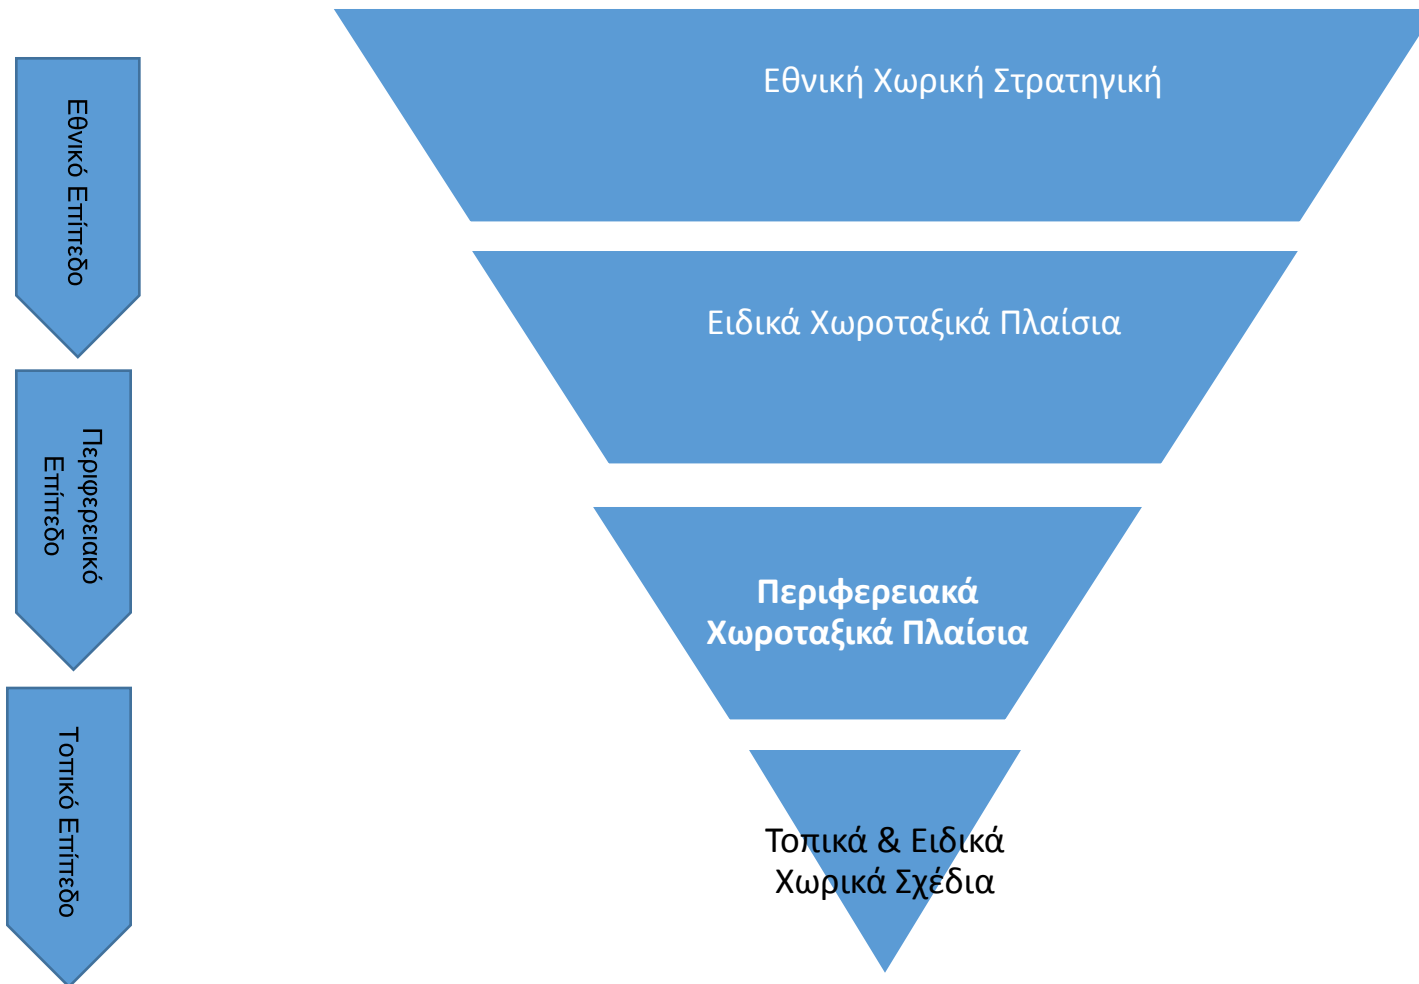 Εθνικό Επίπεδο
Εθνική Χωρική Στρατηγική
Ειδικά Χωροταξικά Πλαίσια
Περιφερειακό
Επίπεδο
Περιφερειακά
Χωροταξικά Πλαίσια
Τοπικό Επίπεδο
Τοπικά & Ειδικά
Χωρικά Σχέδια